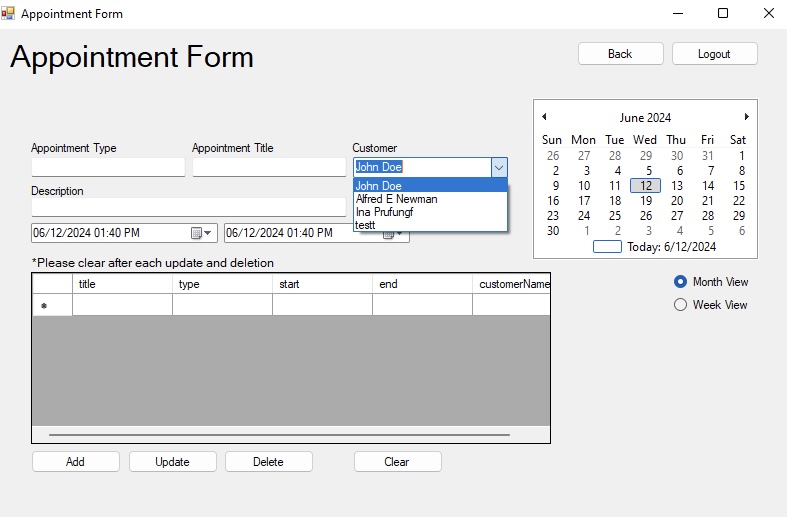 Appointment Form
Appointment Form
Back Logout
June 2024
Sun Mon Tue Wed Thu Fri Sat
26 27 28 29 30 31 1
2 3 4 5 6 7 8
9 10 11 12 13 14 15
16 17 18 19 20 21 22
23 24 25 26 27 28 29
30 1 2 3 4 5 6
Today: 6/12/2024
Appointment Type Appointment Title Customer
John Doe
John Doe
Alfred E Newman
Ina Prufungf
testt
Description
06/12/2024 01:40 PM 06/12/2024 01:40 PM
*Please clear after each update and deletion
Month View
Week View
title type start end customerName
Add Update Delete Clear